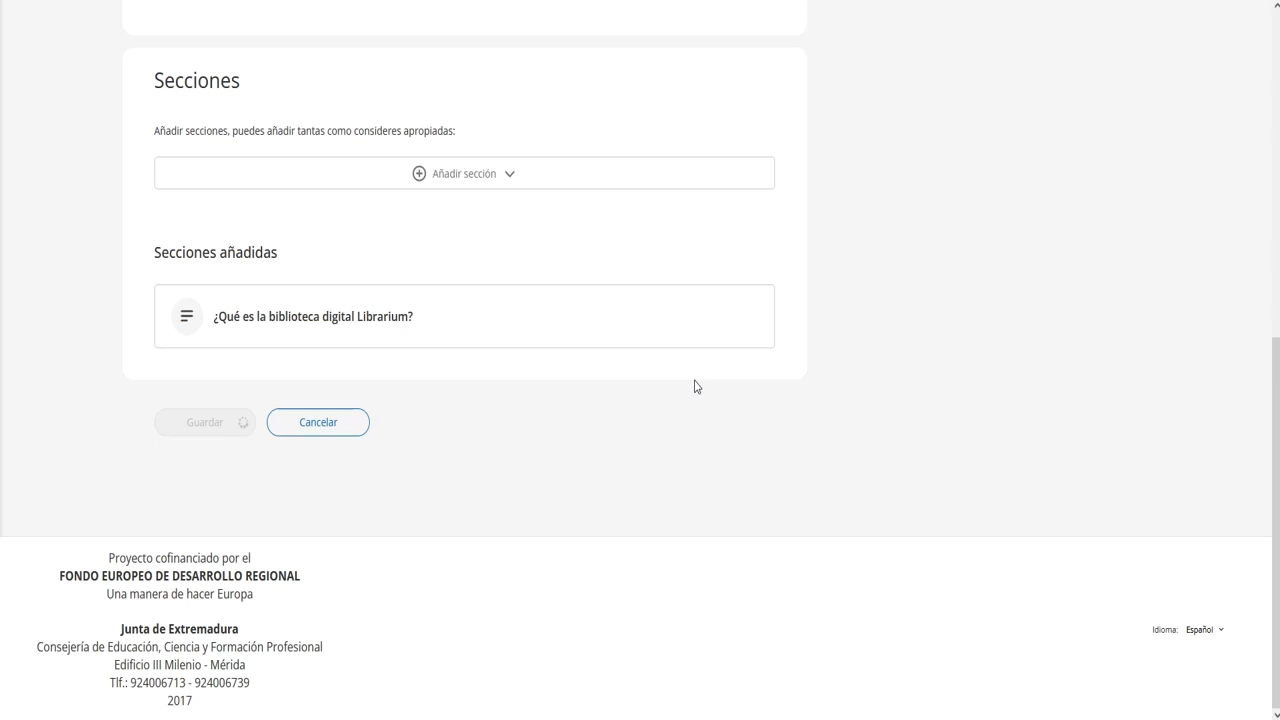 Secciones
Añadir secciones, puedes añadir tantas como consideres apropiadas:
Añadir sección
Secciones añadidas
¿Qué es la biblioteca digital Librarium?
Guardar
Cancelar
Proyecto cofinanciado por el
FONDO EUROPEO DE DESARROLLO REGIONAL
Una manera de hacer Europa
Junta de Extremadura
Consejería de Educación, Ciencia y Formación Profesional
Edificio III Milenio - Mérida
Tlf.: 924006713 - 924006739
2017
Idioma: Español